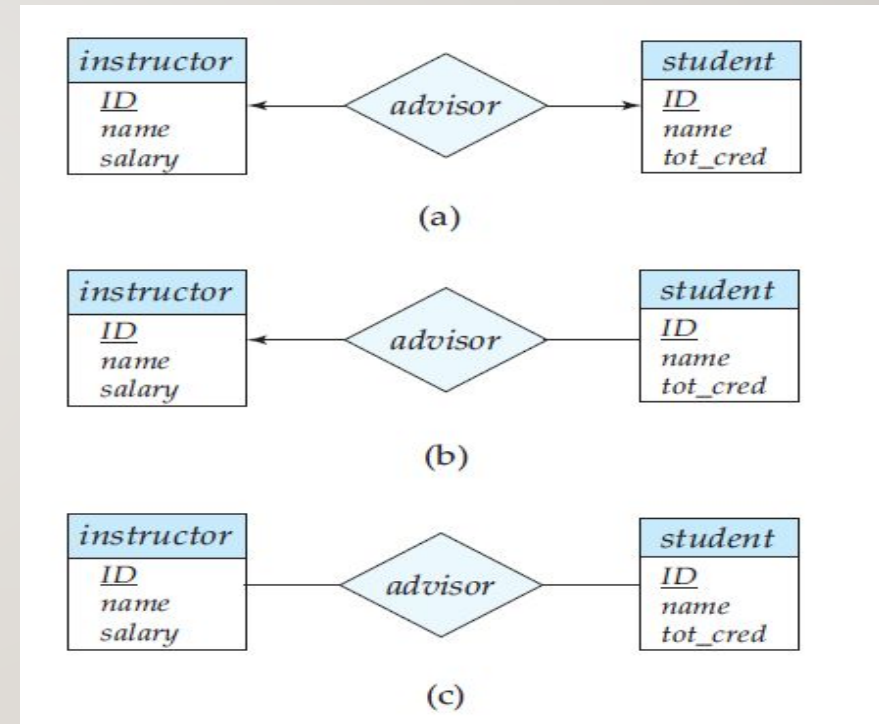 instructor
ID
name
salary
advisor
student
ID
name
tot_cred
(a)
instructor
ID
name
salary
advisor
student
ID
name
tot_cred
(b)
instructor
ID
name
salary
advisor
student
ID
name
tot_cred
(c)